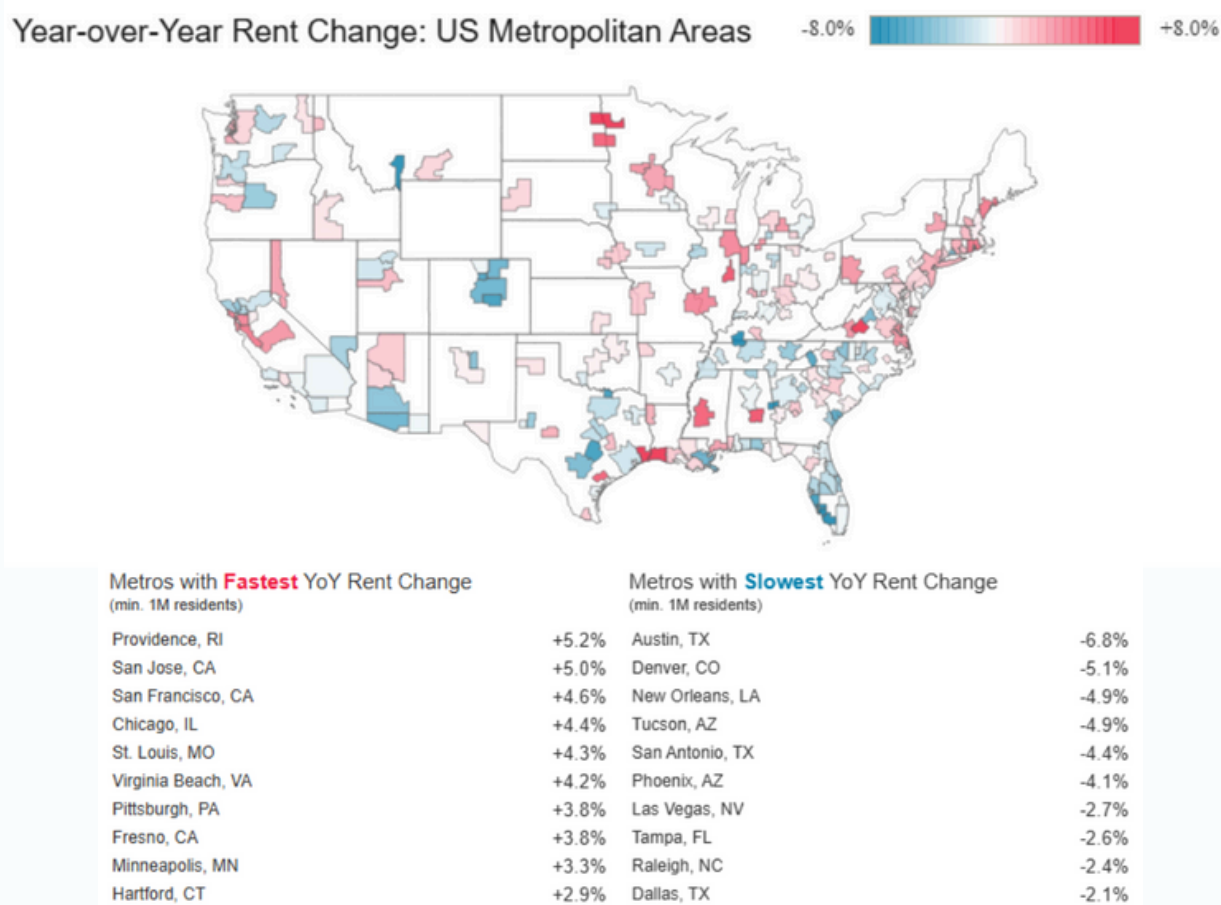 Year-over-Year Rent Change: US Metropolitan Areas -8.0% +8.0%
Metros with Fastest YoY Rent Change
(min. 1M residents)
Providence, RI +5.2%
San Jose, CA +5.0%
San Francisco, CA +4.6%
Chicago, IL +4.4%
St. Louis, MO +4.3%
Virginia Beach, VA +4.2%
Pittsburgh, PA +3.8%
Fresno, CA +3.8%
Minneapolis, MN +3.3%
Hartford, CT +2.9%
Metros with Slowest YoY Rent Change
(min. 1M residents)
Austin, TX -6.8%
Denver, CO -5.1%
New Orleans, LA -4.9%
Tucson, AZ -4.9%
San Antonio, TX -4.4%
Phoenix, AZ -4.1%
Las Vegas, NV -2.7%
Tampa, FL -2.6%
Raleigh, NC -2.4%
Dallas, TX -2.1%